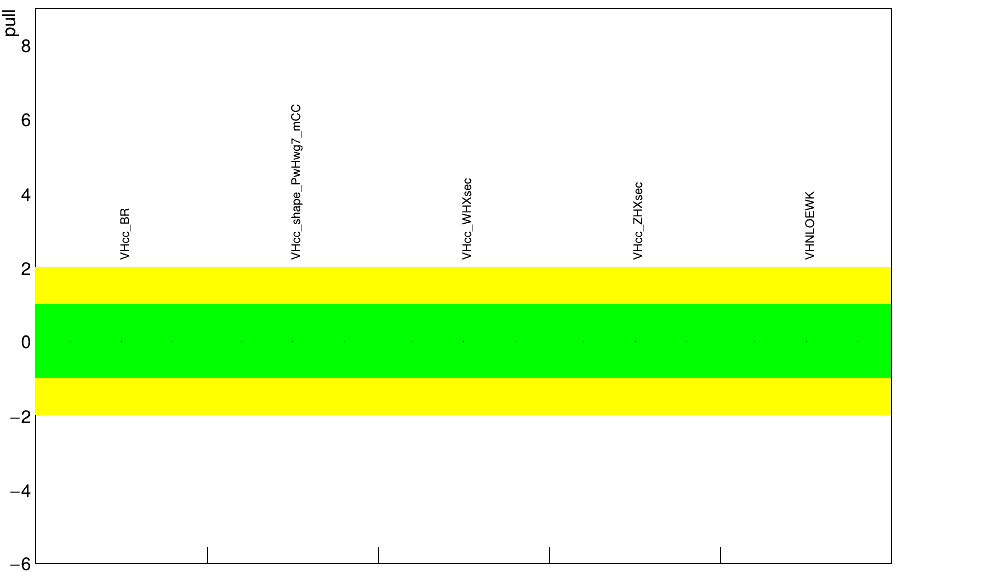 pull
8
6
4
2
0
−2
−4
−6
VHcc_BR
VHcc_shape_PwHwg7_mCC
VHcc_WHXsec
VHcc_ZHXsec
VHNLOEWK